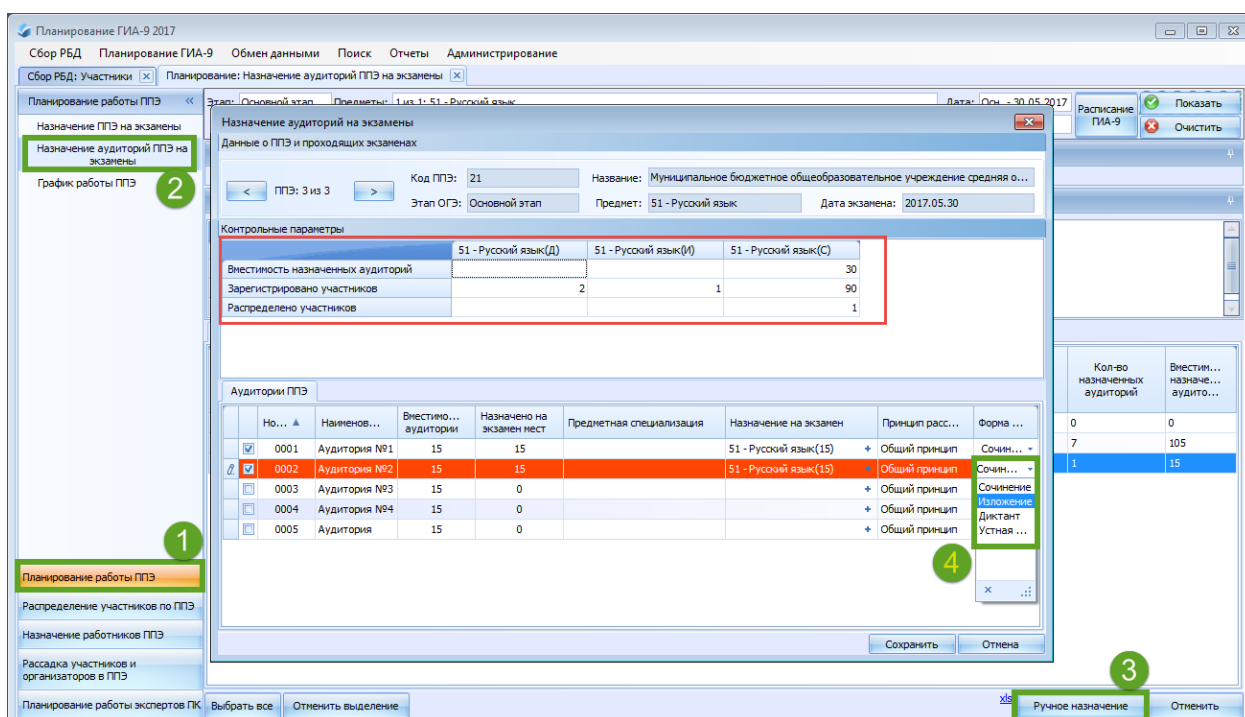 Планирование ГИА-9 2017
Сбор РБД Планирование ГИА-9 Обмен данными Поиск Отчеты Администрирование
Сбор РБД: Участники Планирование: Назначение аудиторий ППЭ на экзамены
Планирование работы ППЭ «
Назначение ППЭ на экзамены
Назначение аудиторий ППЭ на
экзамены
2
График работы ППЭ
Этап: Основной этап Предметы: 1 из 1: 51 - Русский язык Дата: Осн. - 30.05.2017
Расписание
ГИА-9
Показать
Очистить
Назначение аудиторий на экзамены
Данные о ППЭ и проходящих экзаменах
< ППЭ: 3 из 3 >
Код ППЭ: 21 Название: Муниципальное бюджетное общеобразовательное учреждение средняя о...
Этап ОГЭ: Основной этап Предмет: 51 - Русский язык Дата экзамена: 2017.05.30
Контрольные параметры
51 - Русский язык(Д) 51 - Русский язык(И) 51 - Русский язык(С)
Вместимость назначенных аудиторий 30
Зарегистрировано участников 2 1 90
Распределено участников 1
Аудитории ППЭ
Но... Наименов... Вместимо... аудитории Назначено на экзамен мест Предметная специализация Назначение на экзамен Принцип расс... Форма ...
0001 Аудитория №1 15 15 51 - Русский язык(15) + Общий принцип Сочин...
0002 Аудитория №2 15 15 51 - Русский язык(15) + Общий принцип Сочин...
0003 Аудитория №3 15 0 + Общий принцип
0004 Аудитория №4 15 0 + Общий принцип
0005 Аудитория 15 0 + Общий принцип
Сочинение
Изложение
Диктант
Устная ...
4
Сохранить Отмена
Кол-во
назначенных
аудиторий
Вместим...
назначе...
аудито...
0 0
7 105
1 15
1
Планирование работы ППЭ
Распределение участников по ППЭ
Назначение работников ППЭ
Рассадка участников и
организаторов в ППЭ
Планирование работы экспертов ПК
Выбрать все Отменить выделение xls
3
Ручное назначение Отменить